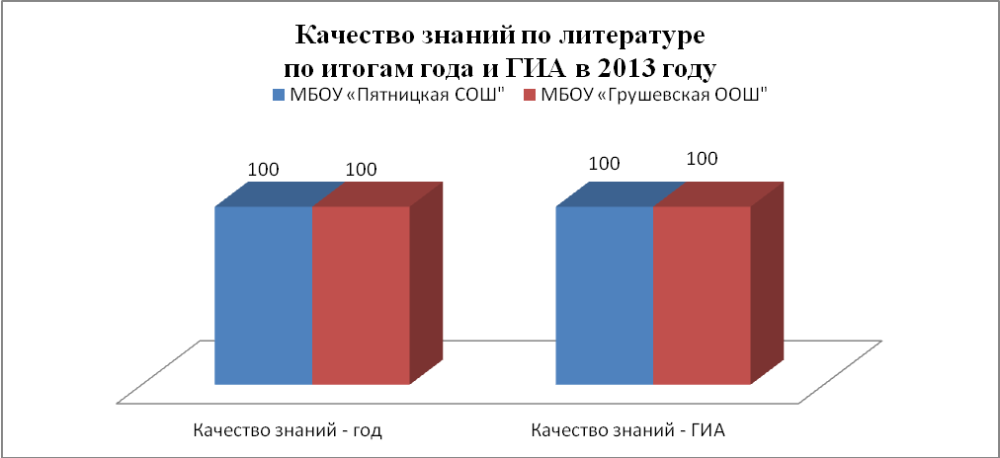 Качество знаний по литературе
по итогам года и ГИА в 2013 году
МБОУ «Пятницкая СОШ" МБОУ «Грушевская ООШ"
100 100 100 100
Качество знаний - год Качество знаний - ГИА